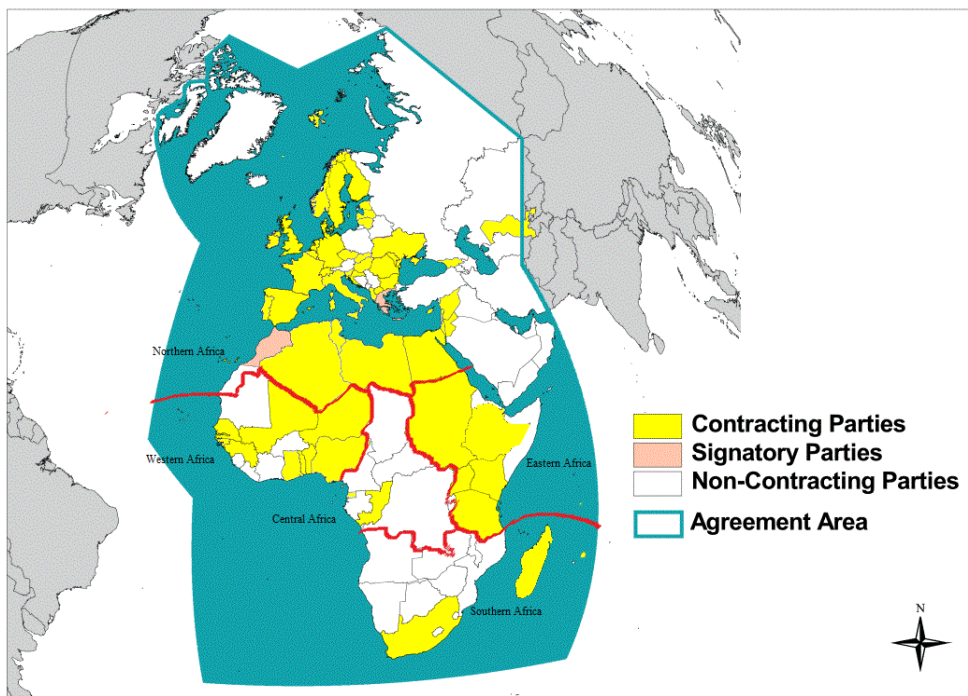 Northern Africa
Western Africa
Central Africa
Eastern Africa
Southern Africa
Contracting Parties
Signatory Parties
Non-Contracting Parties
Agreement Area
N